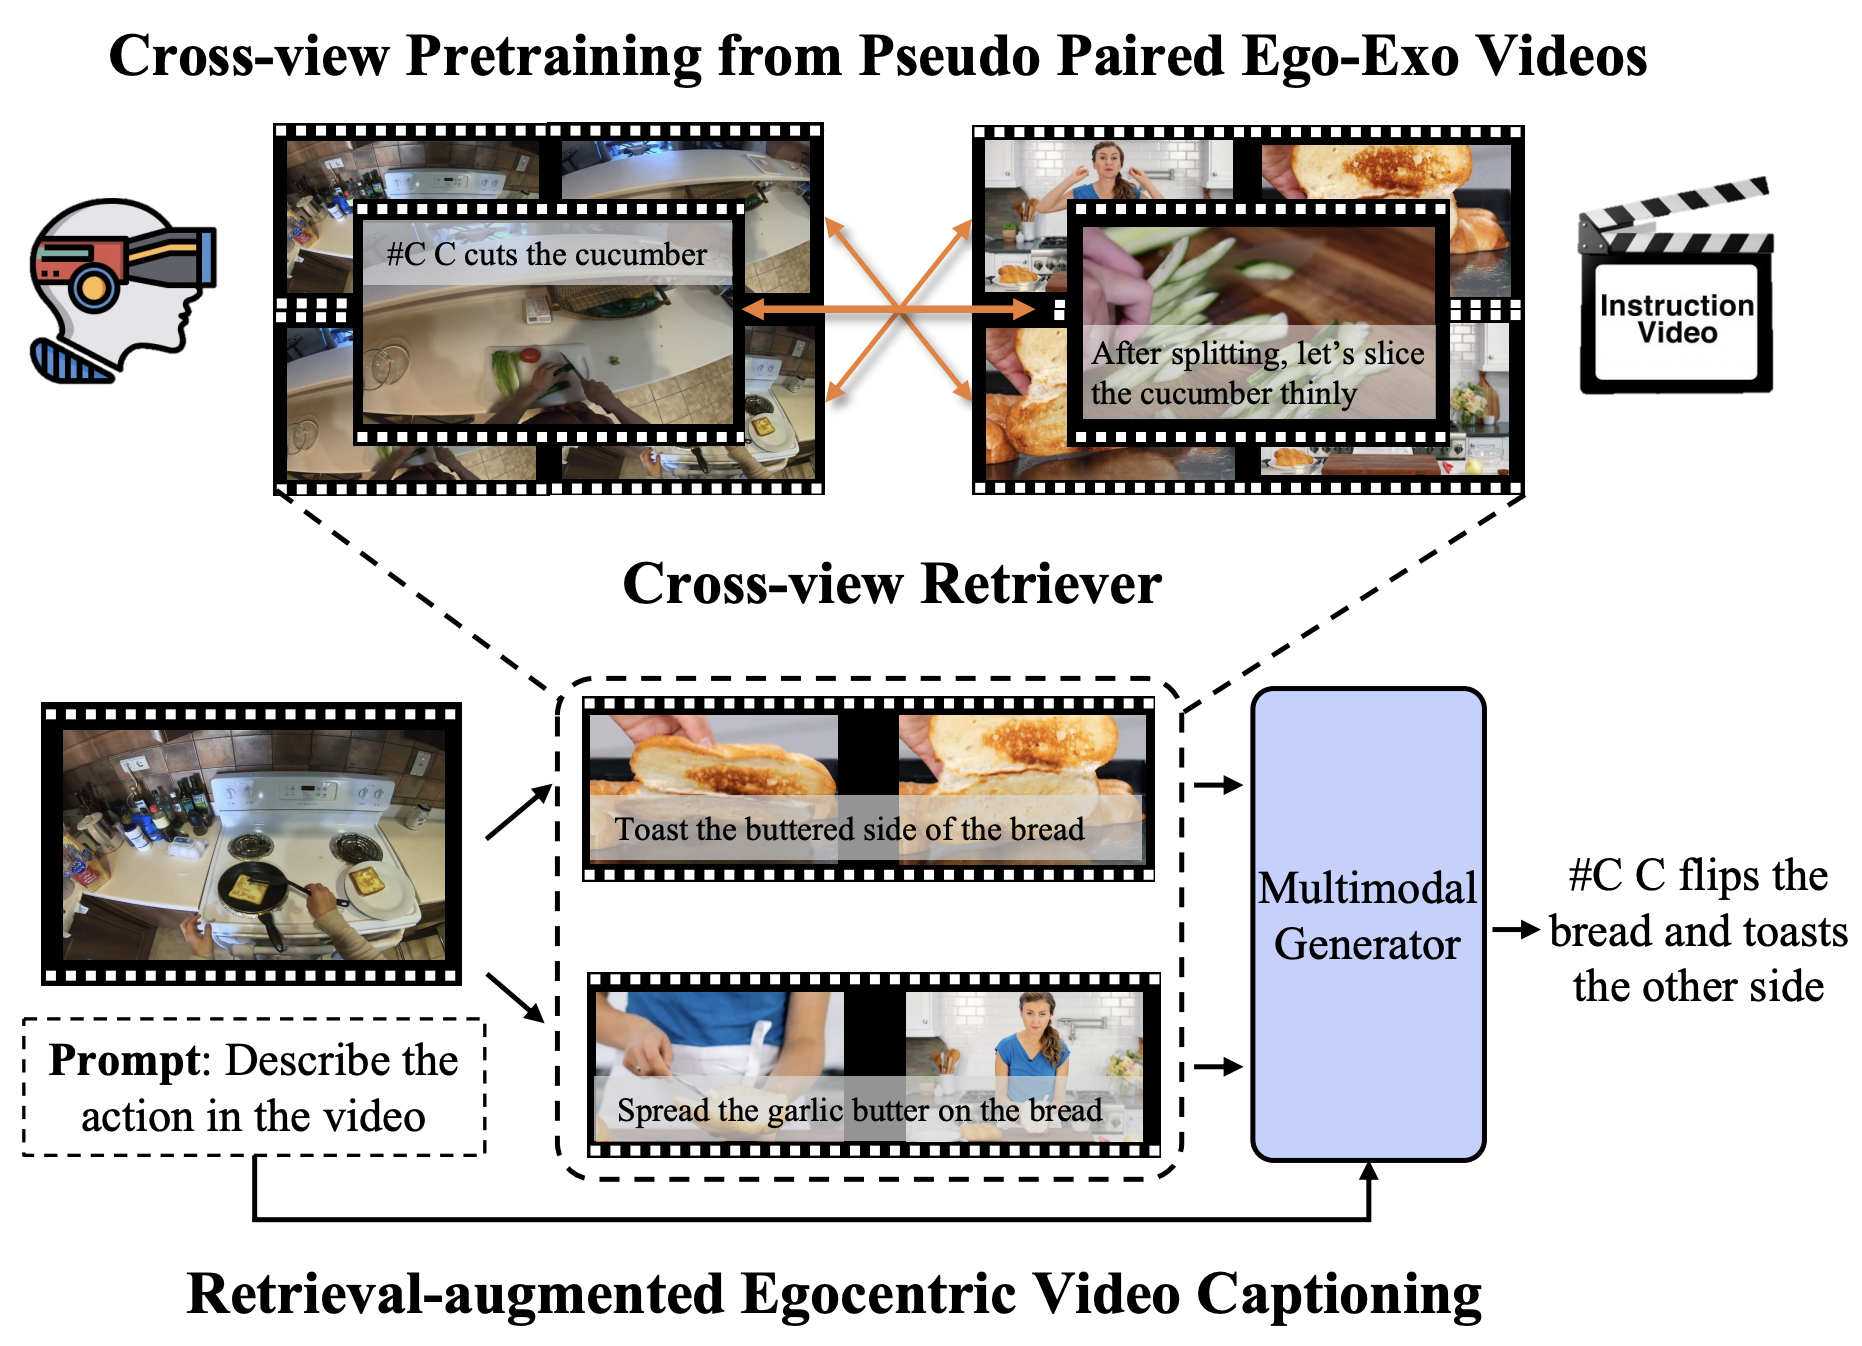 Cross-view Pretraining from Pseudo Paired Ego-Exo Videos
#C C cuts the cucumber
After splitting, let’s slice
the cucumber thinly
Instruction
Video
Cross-view Retriever
Toast the buttered side of the bread
Spread the garlic butter on the bread
Prompt: Describe the
action in the video
Multimodal
Generator
#C C flips the
bread and toasts
the other side
Retrieval-augmented Egocentric Video Captioning